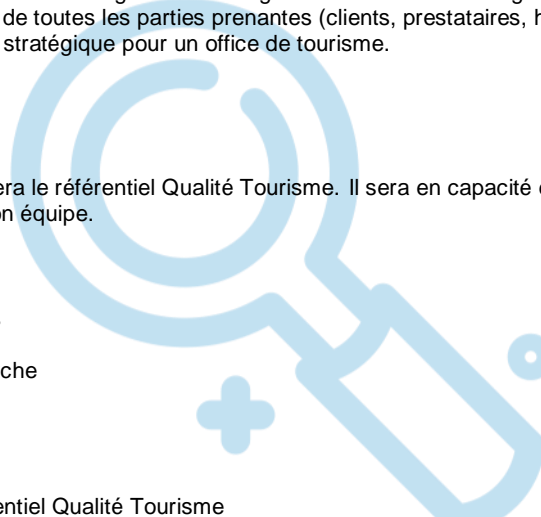 de toutes les parties prenantes (clients, prestataires, h
stratégique pour un office de tourisme.
era le référentiel Qualité Tourisme. Il sera en capacité
on équipe.
che
entiel Qualité Tourisme